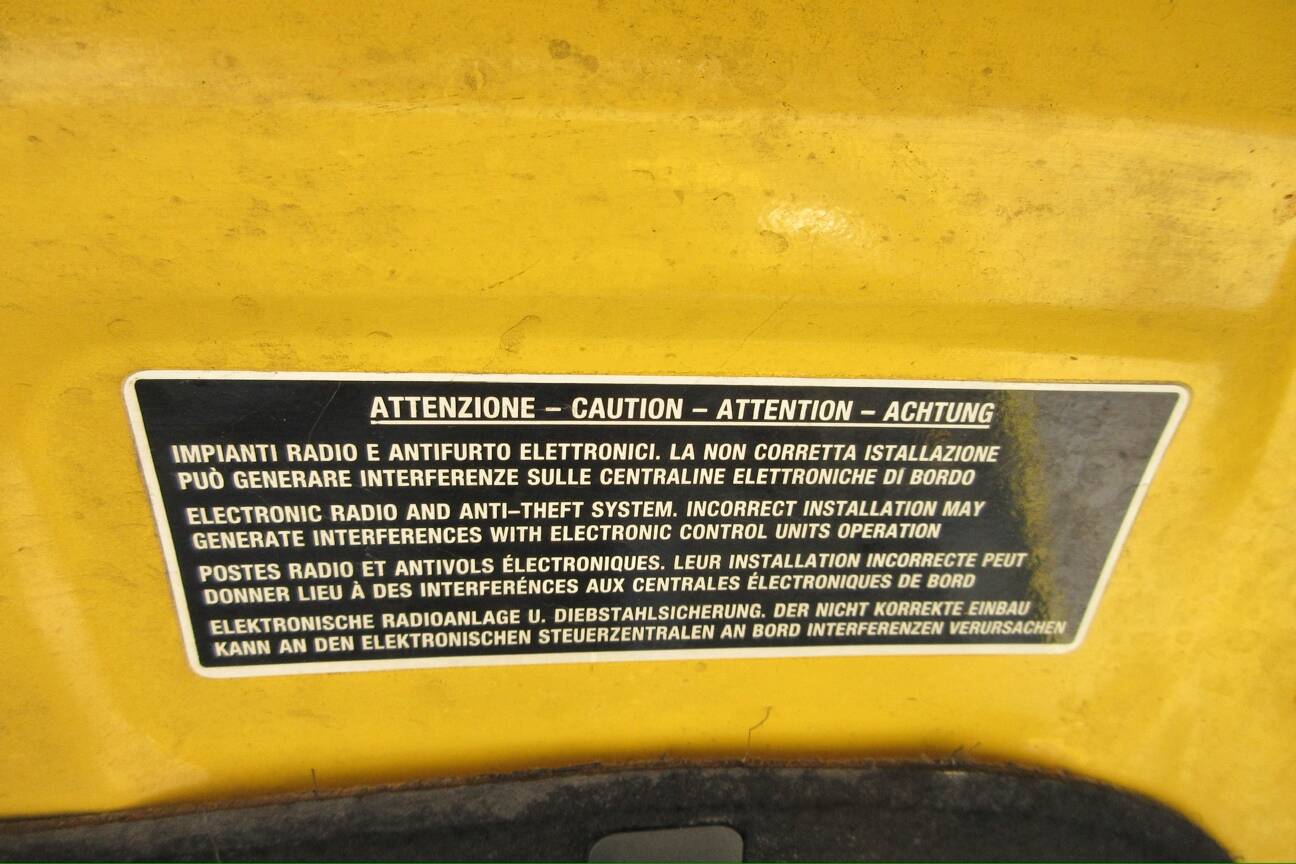 ATTENZIONE – CAUTION – ATTENTION – ACHTUNG
IMPIANTI RADIO E ANTIFURTO ELETTRONICI. LA NON CORRETTA ISTALLAZIONE
PUÒ GENERARE INTERFERENZE SULLE CENTRALINE ELETTRONICHE DI BORDO
ELECTRONIC RADIO AND ANTI–THEFT SYSTEM. INCORRECT INSTALLATION MAY
GENERATE INTERFERENCES WITH ELECTRONIC CONTROL UNITS OPERATION
POSTES RADIO ET ANTIVOLS ÉLECTRONIQUES. LEUR INSTALLATION INCORRECTE PEUT
DONNER LIEU À DES INTERFERÉNCES AUX CENTRALES ÉLECTRONIQUES DE BORD
ELEKTRONISCHE RADIOANLAGE U. DIEBSTAHLSICHERUNG. DER NICHT KORREKTE EINBAU
KANN AN DEN ELEKTRONISCHEN STEUERZENTRALEN AN BORD INTERFERENZEN VERURSACHEN